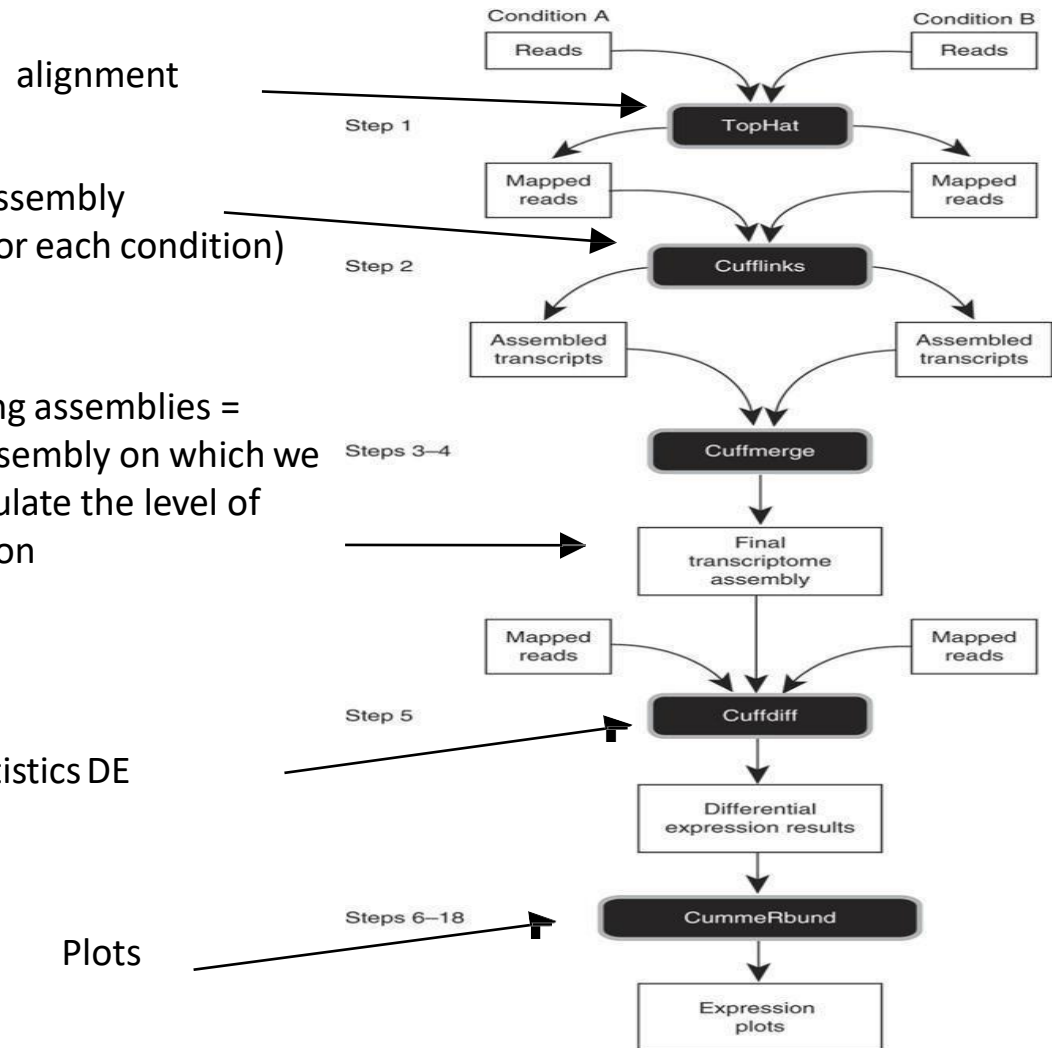 Condition A
Condition B
Reads
Reads
alignment
Step 1
TopHat
Mapped
reads
Mapped
reads
ssembly
or each condition)
Step 2
Cufflinks
Assembled
transcripts
Assembled
transcripts
ng assemblies =
sembly on which we
ulate the level of
on
Steps 3–4
Cuffmerge
Final
transcriptome
assembly
Mapped
reads
Mapped
reads
Step 5
Cuffdiff
tistics DE
Differential
expression results
Steps 6–18
CummeRbund
Plots
Expression
plots